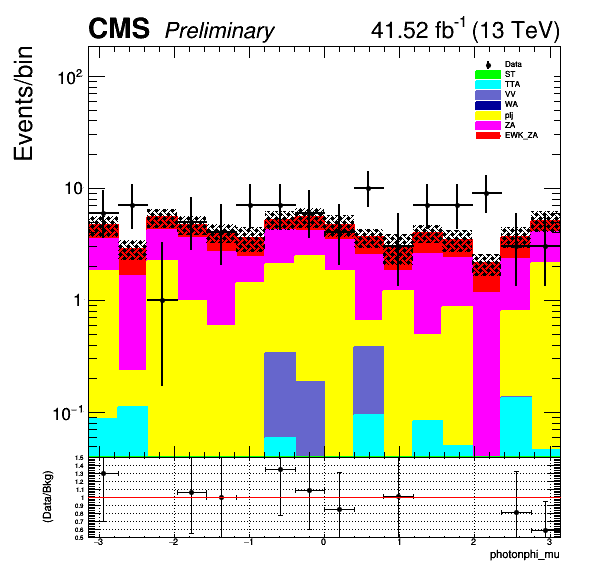 CMS Preliminary 41.52 fb⁻¹ (13 TeV)
Events/bin
10²
10
1
10⁻¹
Data
ST
TTA
VV
WA
plj
ZA
EWK_ZA
(Data/Bkg)
1.5
1.4
1.3
1.2
1.1
1
0.9
0.8
0.7
0.6
0.5
−3 −2 −1 0 1 2 3
photonphi_mu